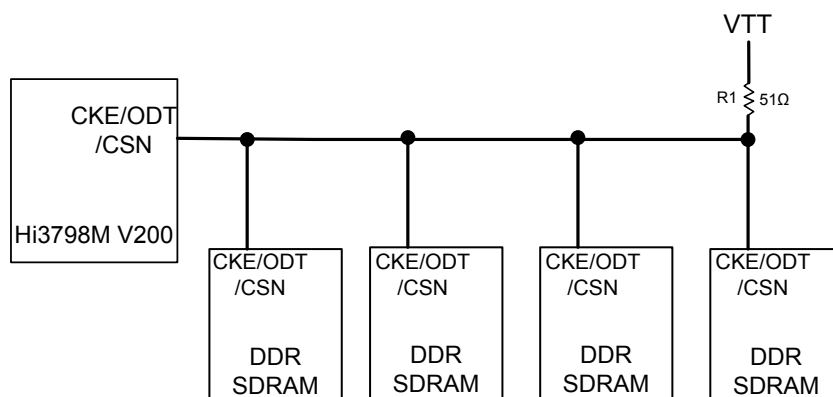 VTT
R1 51Ω
CKE/ODT
/CSN
Hi3798M V200
CKE/ODT
/CSN
DDR
SDRAM
CKE/ODT
/CSN
DDR
SDRAM
CKE/ODT
/CSN
DDR
SDRAM
CKE/ODT
/CSN
DDR
SDRAM